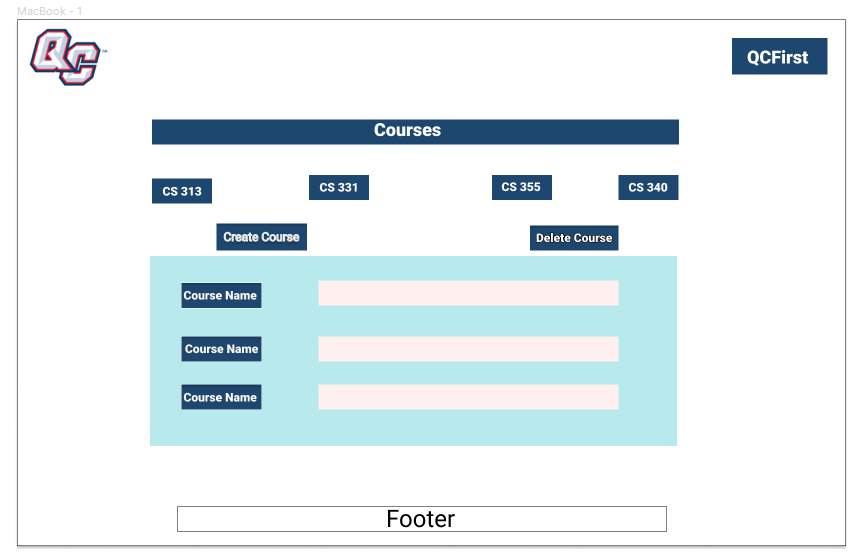 MacBook - 1
QC
QCFirst
Courses
CS 313
CS 331
CS 355
CS 340
Create Course
Delete Course
Course Name
Course Name
Course Name
Footer